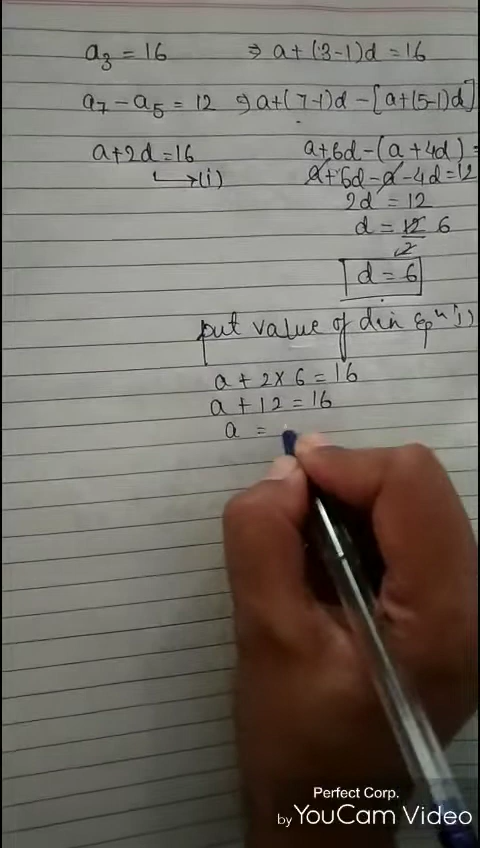 a₃ = 16 ⇒ a+(3-1)d = 16
a₇ - a₅ = 12 ⇒ a+(7-1)d - [a+(5-1)d]
a+2d = 16 a+6d-(a+4d) =
→(i) a+6d-a-4d=12
2d = 12
d = 12/2 6
d = 6
put value of d in Eqⁿ i)
a + 2 × 6 = 16
a + 12 = 16
a =
Perfect Corp.
by YouCam Video